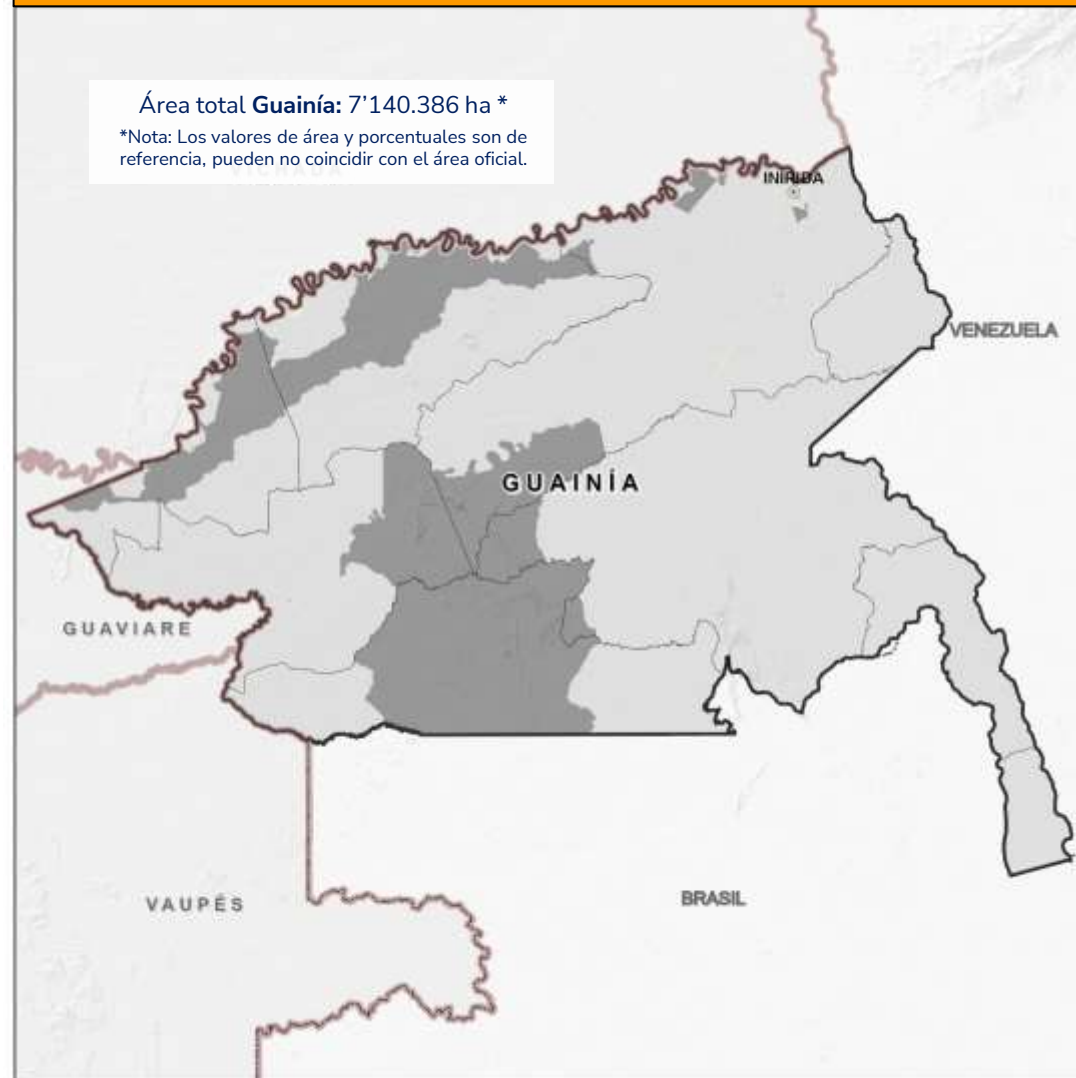 Área total Guainía: 7'140.386 ha *
*Nota: Los valores de área y porcentuales son de
referencia, pueden no coincidir con el área oficial.
VICHADA
INIRIDA
VENEZUELA
GUAINÍA
GUAVIARE
VAUPÉS
BRASIL